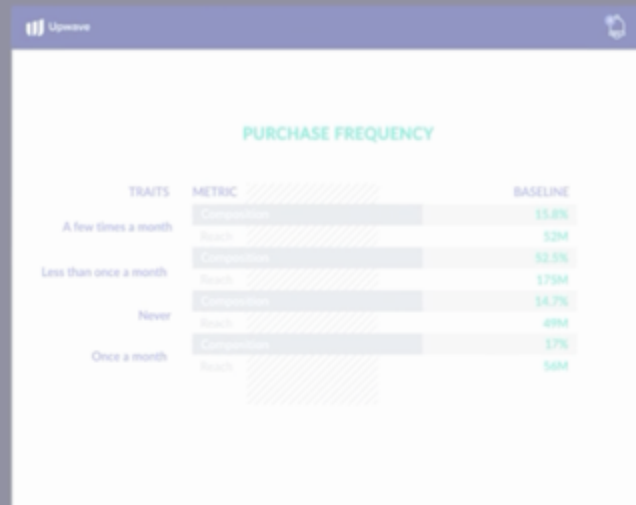 Upwave
PURCHASE FREQUENCY
TRAITS METRIC BASELINE
A few times a month
Composition 15.8%
Reach 52M
Less than once a month
Composition 52.5%
Reach 175M
Never
Composition 14.7%
Reach 49M
Once a month
Composition 17%
Reach 56M